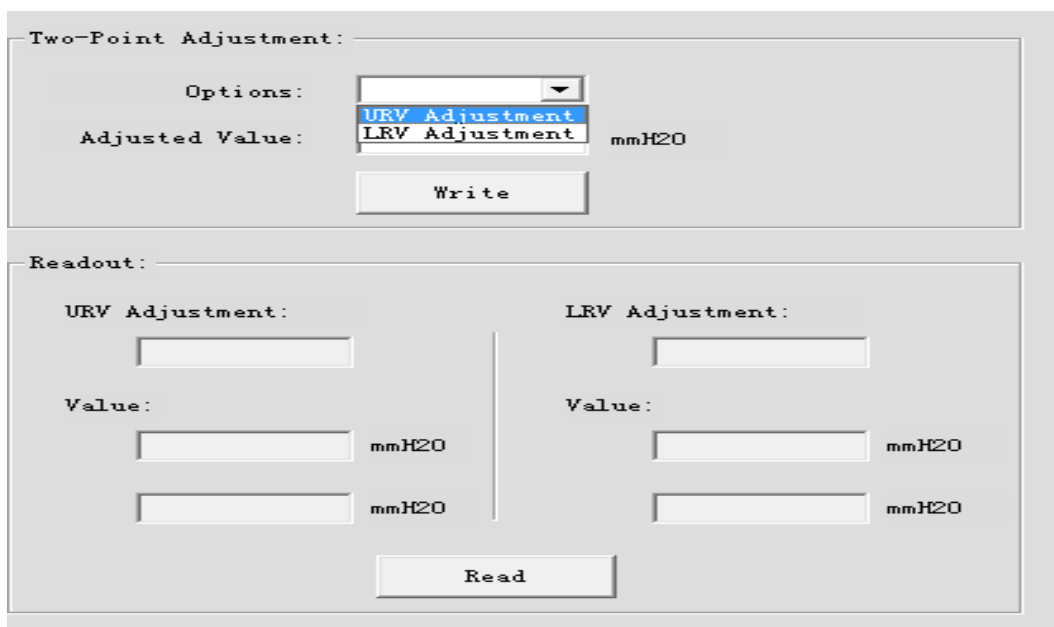 Two-Point Adjustment:
Options:
URV Adjustment
LRV Adjustment
Adjusted Value:
mmH2O
Write
Readout:
URV Adjustment:
LRV Adjustment:
Value:
Value:
mmH2O
mmH2O
mmH2O
mmH2O
Read